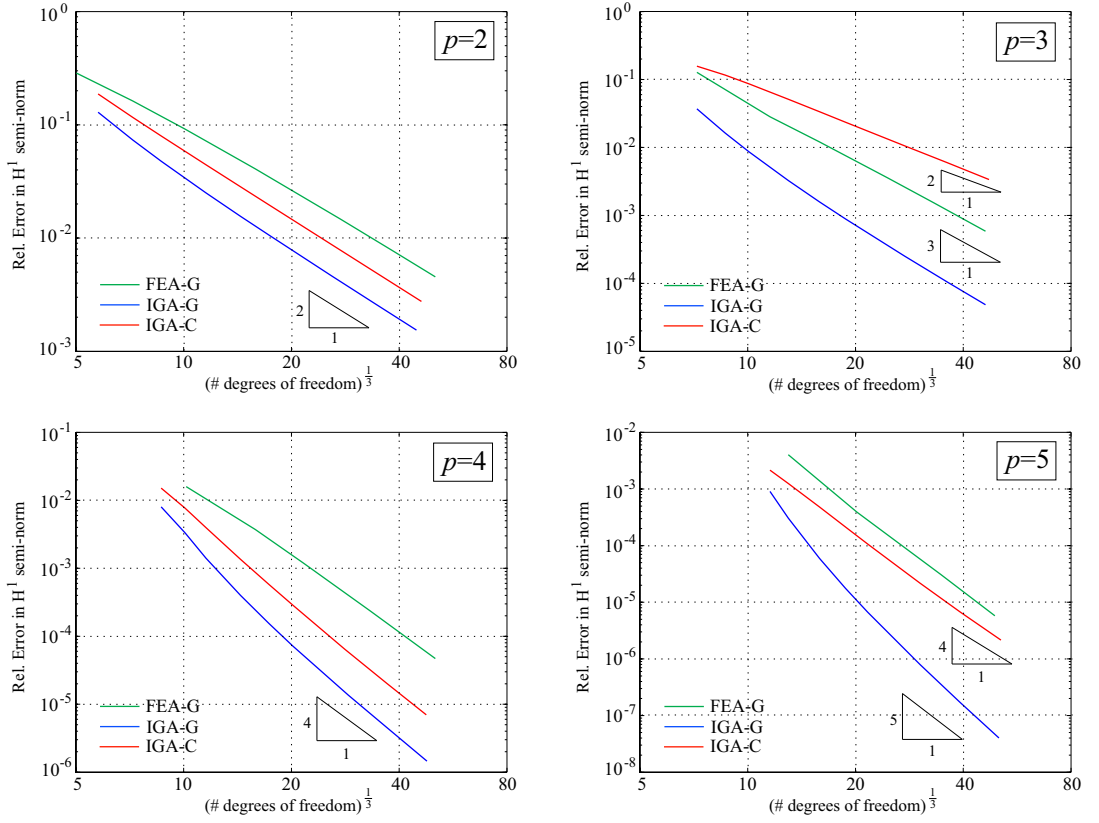 p=2
Rel. Error in H^1 semi-norm
10^0
10^-1
10^-2
10^-3
FEA-G
IGA-G
IGA-C
2
1
5 10 20 40 80
(# degrees of freedom)^1/3
p=3
Rel. Error in H^1 semi-norm
10^0
10^-1
10^-2
10^-3
10^-4
10^-5
2
1
3
1
FEA-G
IGA-G
IGA-C
5 10 20 40 80
(# degrees of freedom)^1/3
p=4
Rel. Error in H^1 semi-norm
10^-1
10^-2
10^-3
10^-4
10^-5
10^-6
FEA-G
IGA-G
IGA-C
4
1
5 10 20 40 80
(# degrees of freedom)^1/3
p=5
Rel. Error in H^1 semi-norm
10^-2
10^-3
10^-4
10^-5
10^-6
10^-7
10^-8
4
1
5
1
FEA-G
IGA-G
IGA-C
5 10 20 40 80
(# degrees of freedom)^1/3